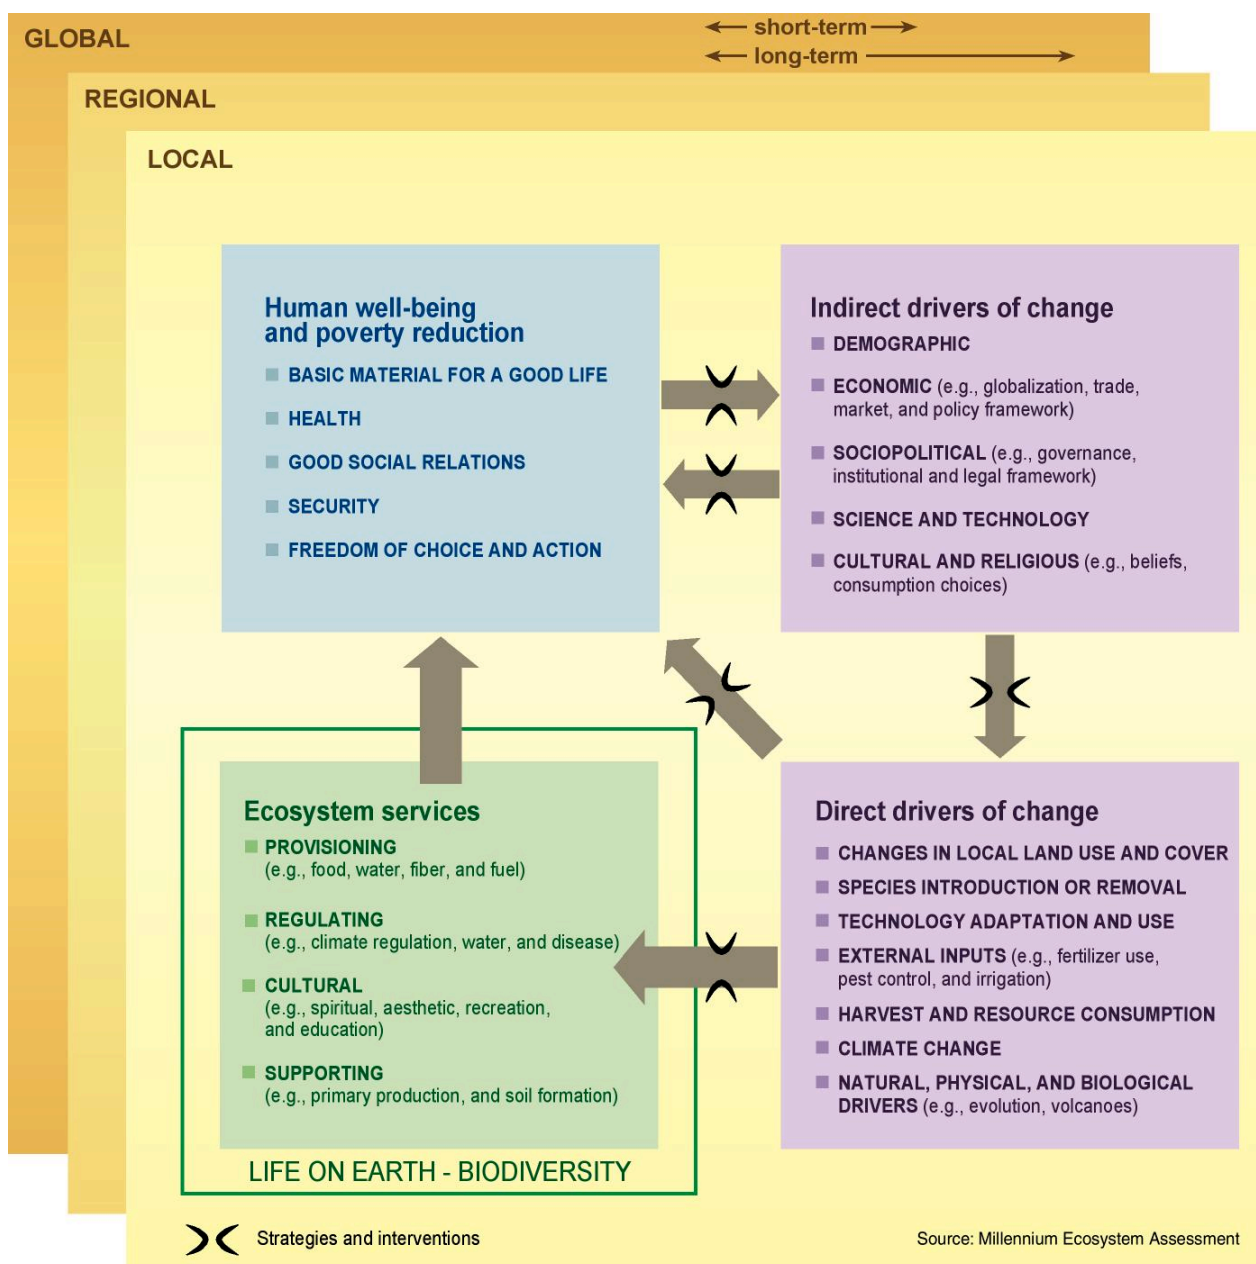 GLOBAL
short-term
long-term
REGIONAL
LOCAL
Human well-being
and poverty reduction
BASIC MATERIAL FOR A GOOD LIFE
HEALTH
GOOD SOCIAL RELATIONS
SECURITY
FREEDOM OF CHOICE AND ACTION
Indirect drivers of change
DEMOGRAPHIC
ECONOMIC (e.g., globalization, trade,
market, and policy framework)
SOCIOPOLITICAL (e.g., governance,
institutional and legal framework)
SCIENCE AND TECHNOLOGY
CULTURAL AND RELIGIOUS (e.g., beliefs,
consumption choices)
Ecosystem services
PROVISIONING
(e.g., food, water, fiber, and fuel)
REGULATING
(e.g., climate regulation, water, and disease)
CULTURAL
(e.g., spiritual, aesthetic, recreation,
and education)
SUPPORTING
(e.g., primary production, and soil formation)
LIFE ON EARTH - BIODIVERSITY
Direct drivers of change
CHANGES IN LOCAL LAND USE AND COVER
SPECIES INTRODUCTION OR REMOVAL
TECHNOLOGY ADAPTATION AND USE
EXTERNAL INPUTS (e.g., fertilizer use,
pest control, and irrigation)
HARVEST AND RESOURCE CONSUMPTION
CLIMATE CHANGE
NATURAL, PHYSICAL, AND BIOLOGICAL
DRIVERS (e.g., evolution, volcanoes)
Strategies and interventions
Source: Millennium Ecosystem Assessment